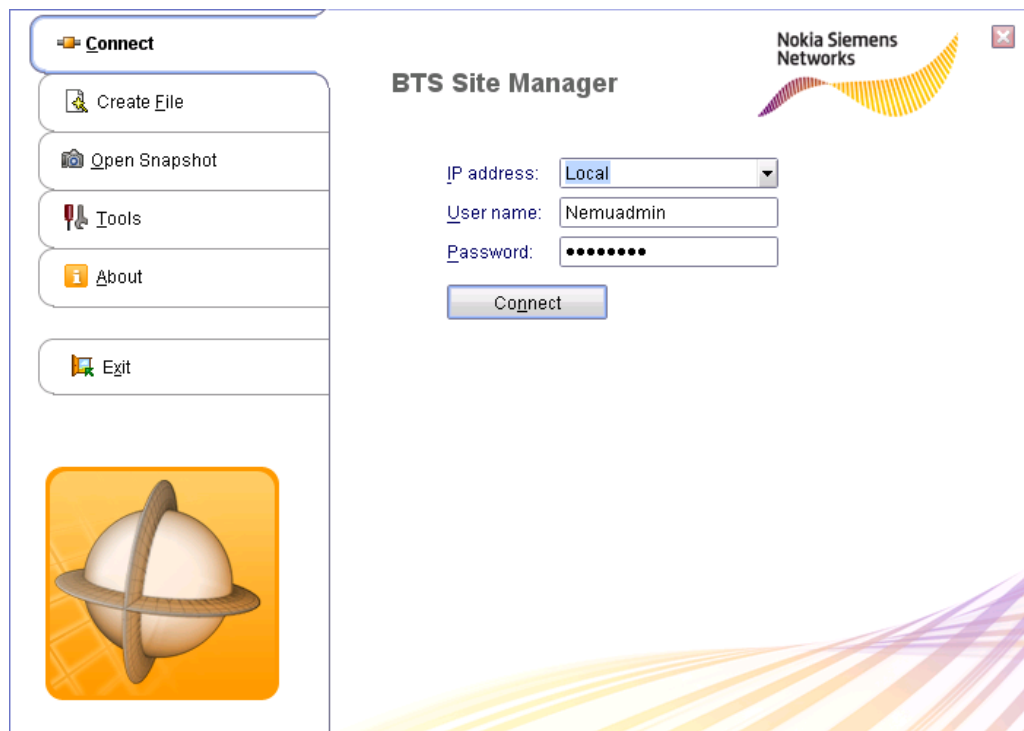 Connect
Create File
Open Snapshot
Tools
About
Exit
BTS Site Manager
Nokia Siemens
Networks
IP address: Local
User name: Nemuadmin
Password: ••••••••
Connect